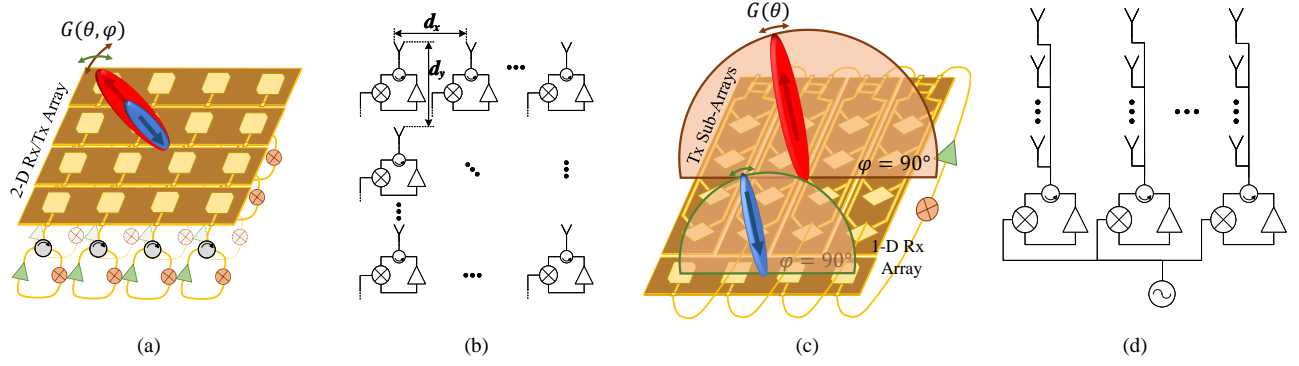 G(θ, φ)
2-D Rx/Tx Array
(a)
d_x
d_y
(b)
G(θ)
Tx Sub-Arrays
φ = 90°
φ = 90°
1-D Rx
Array
(c)
(d)